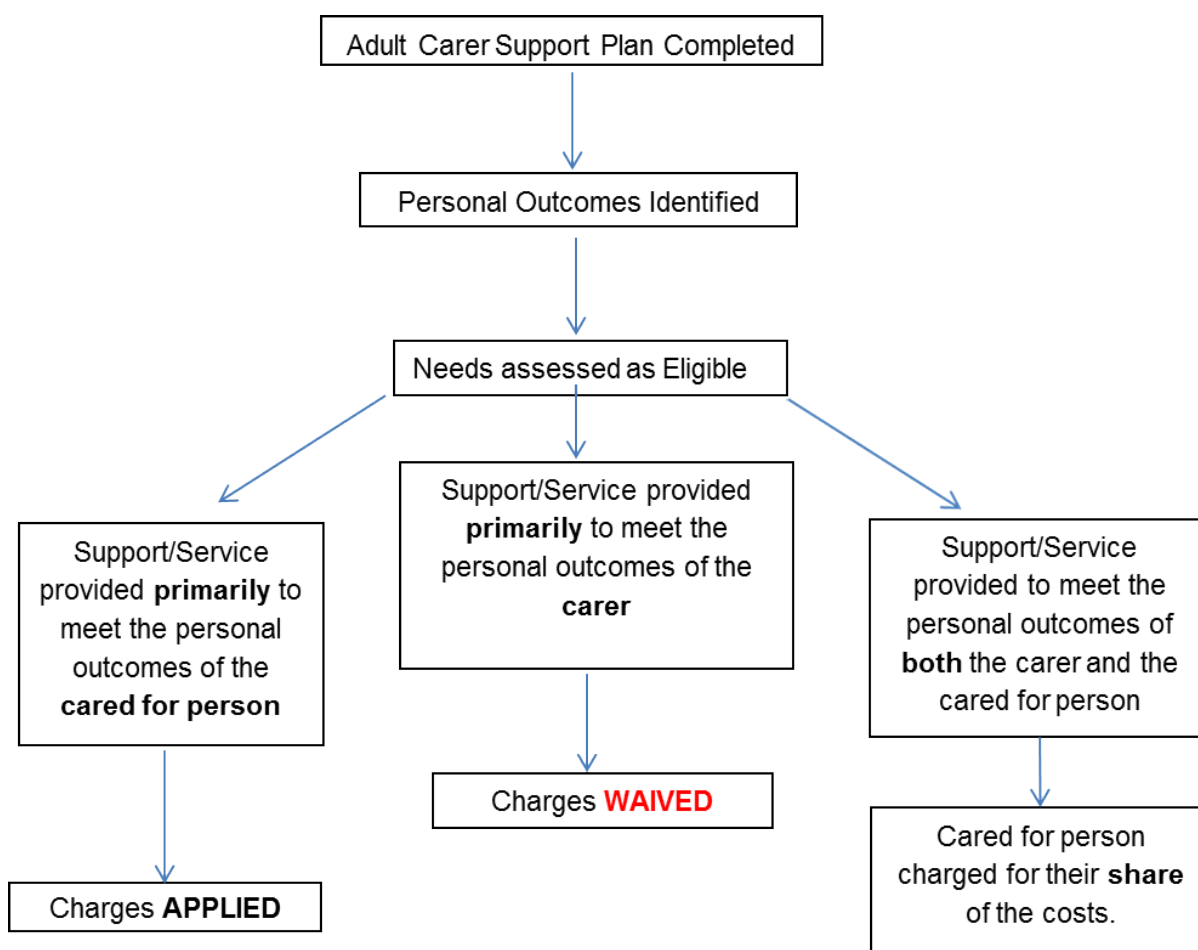 Adult Carer Support Plan Completed
Personal Outcomes Identified
Needs assessed as Eligible
Support/Service
provided primarily to
meet the personal
outcomes of the
cared for person
Charges APPLIED
Support/Service provided
primarily to meet the
personal outcomes of the
carer
Charges WAIVED
Support/Service
provided to meet the
personal outcomes of
both the carer and the
cared for person
Cared for person
charged for their share
of the costs.